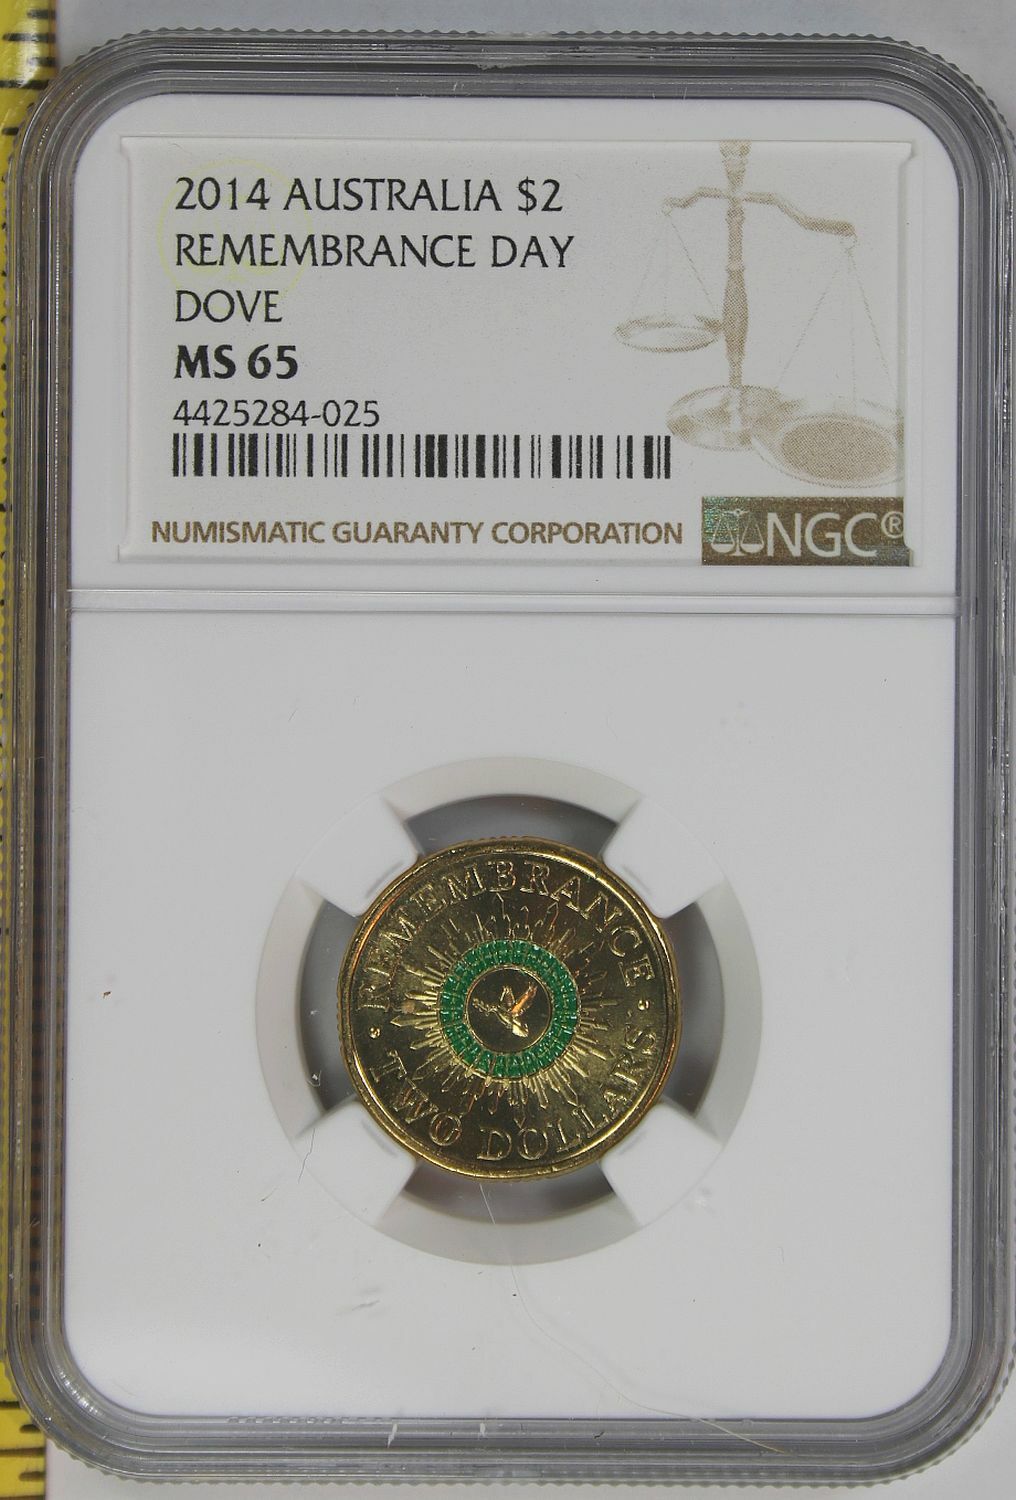 2014 AUSTRALIA $2
REMEMBRANCE DAY
DOVE
MS 65
4425284-025
NUMISMATIC GUARANTY CORPORATION
NGC®
REMEMBRANCE
TWO DOLLARS